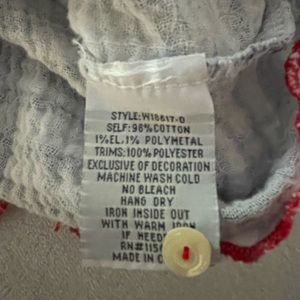 STYLE:W18617-D
SELF:98%COTTON
1%EL,1% POLYMETAL
TRIMS:100%POLYESTER
EXCLUSIVE OF DECORATION
MACHINE WASH COLD
NO BLEACH
HANG DRY
IRON INSIDE OUT
WITH WARM IRON
IF
MADE IN